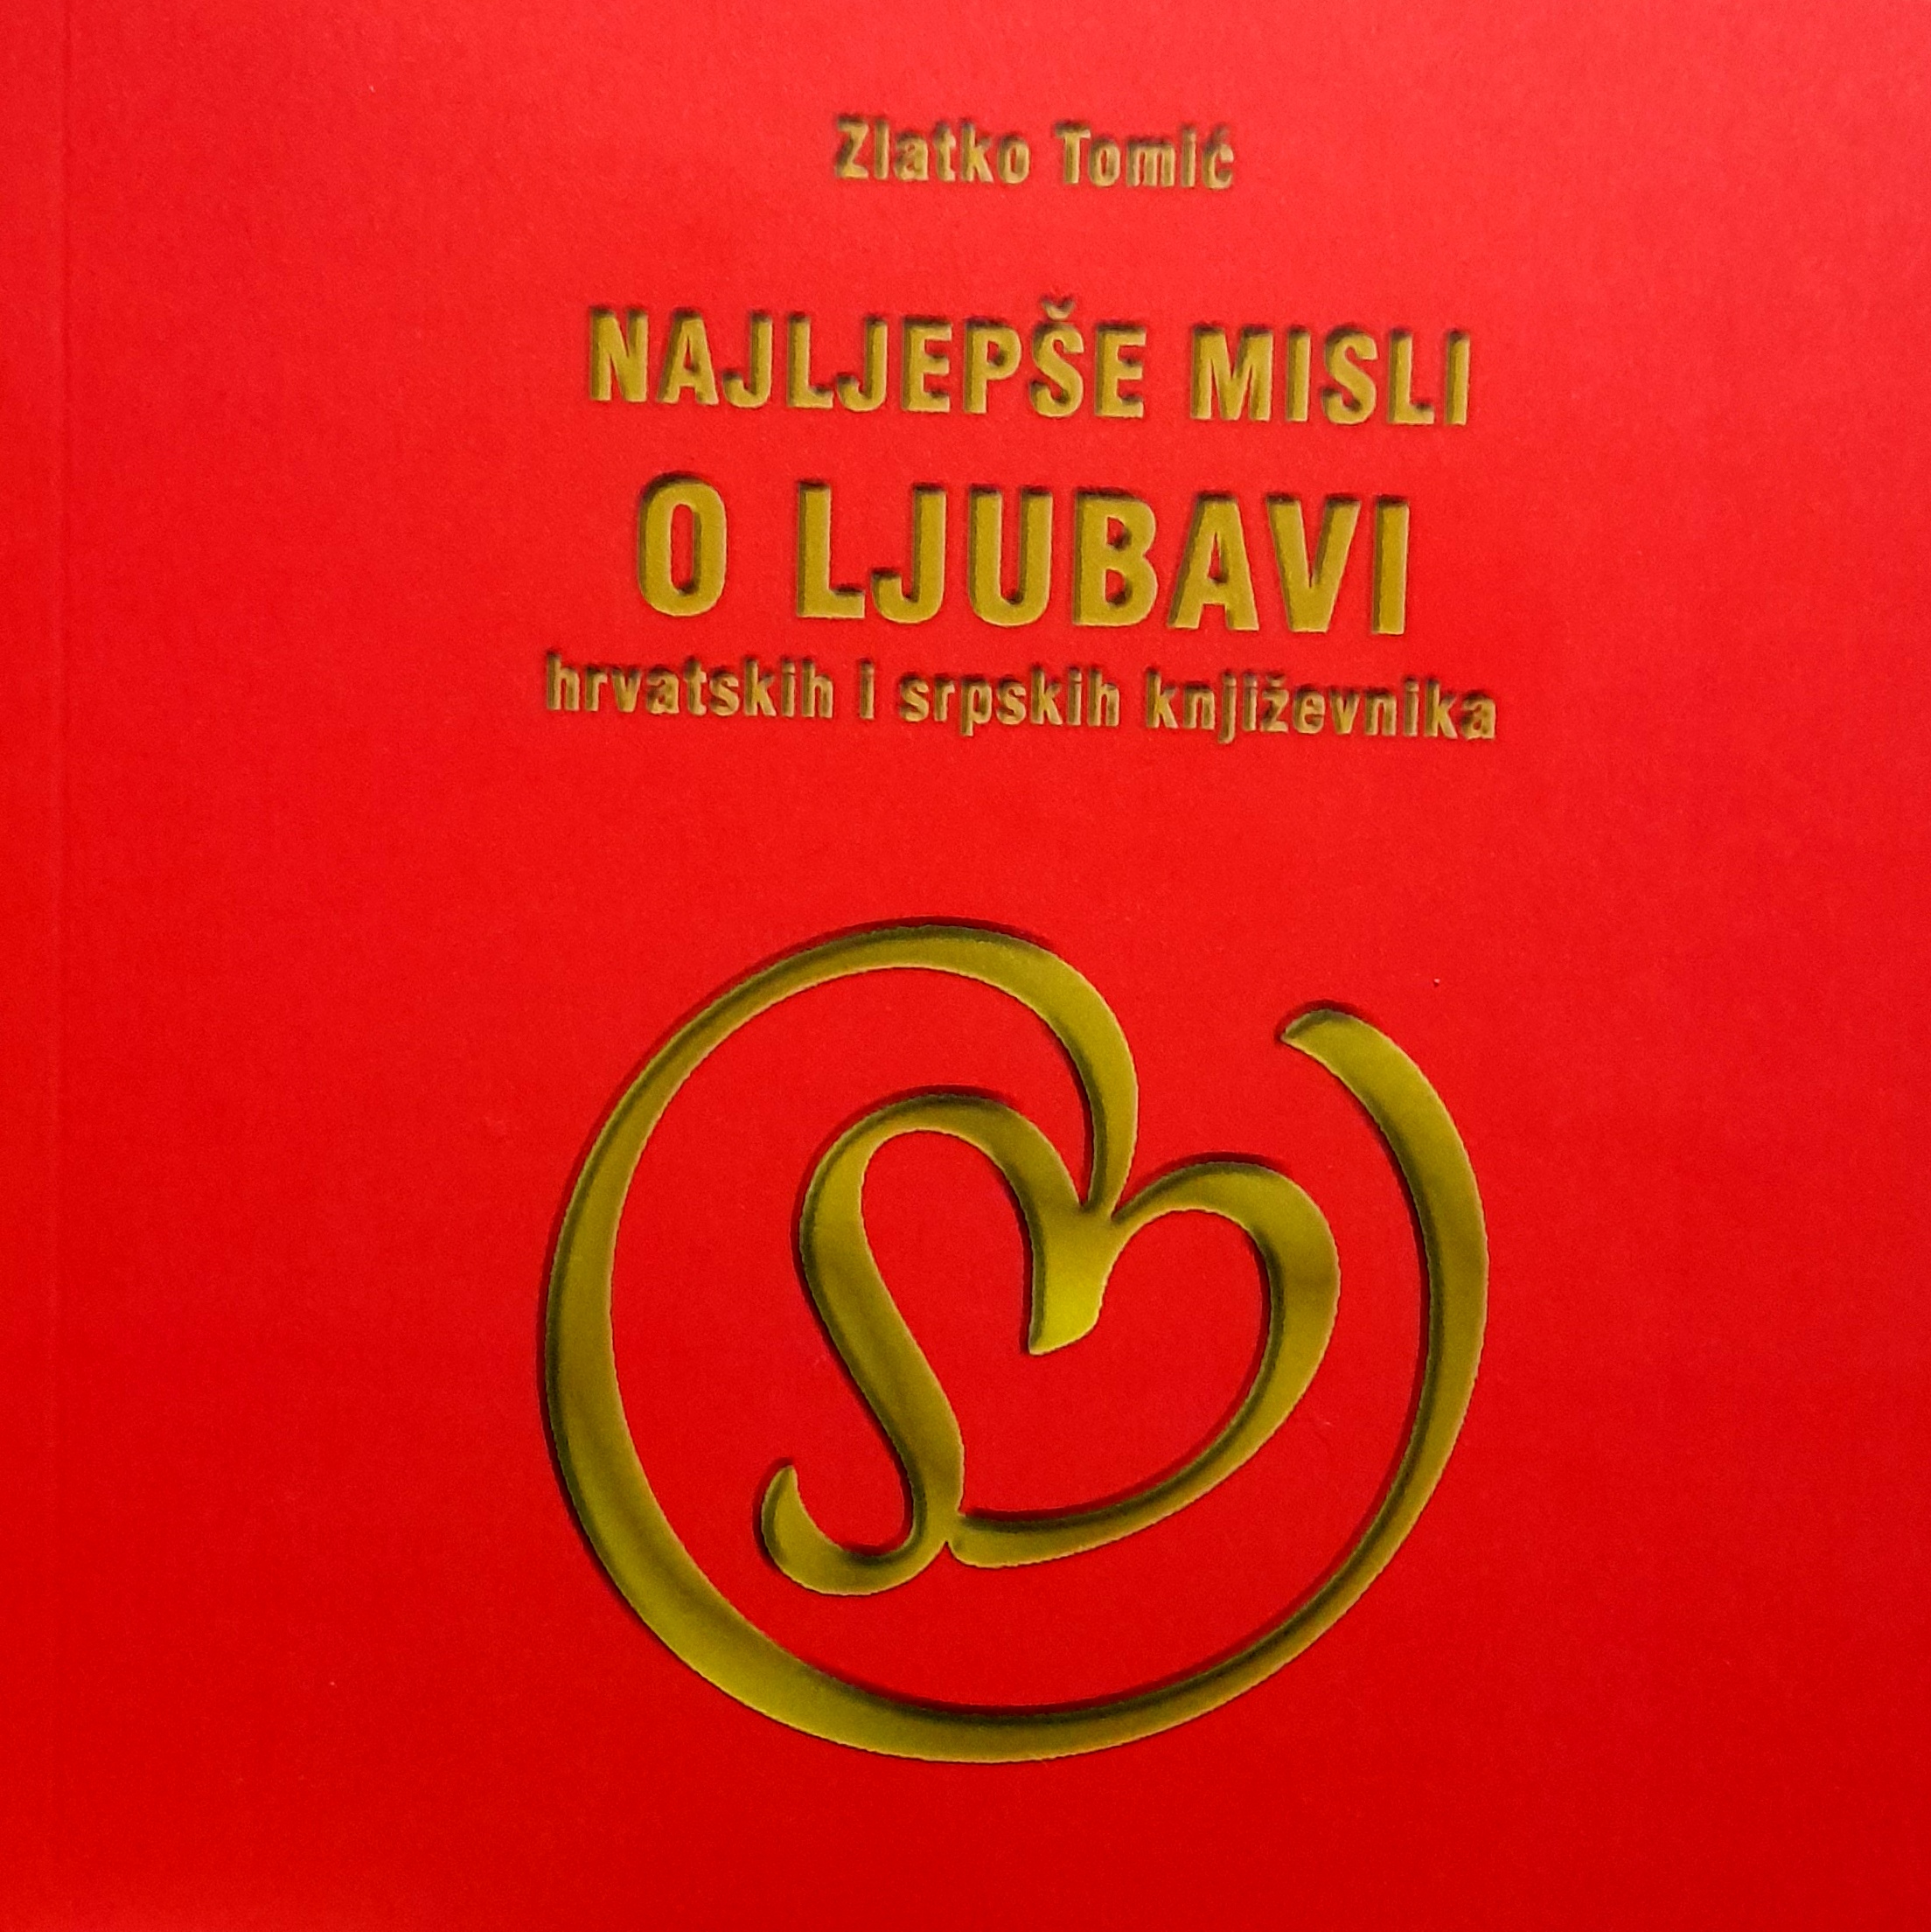 Zlatko Tomić
NAJLJEPŠE MISLI
O LJUBAVI
hrvatskih i srpskih književnika